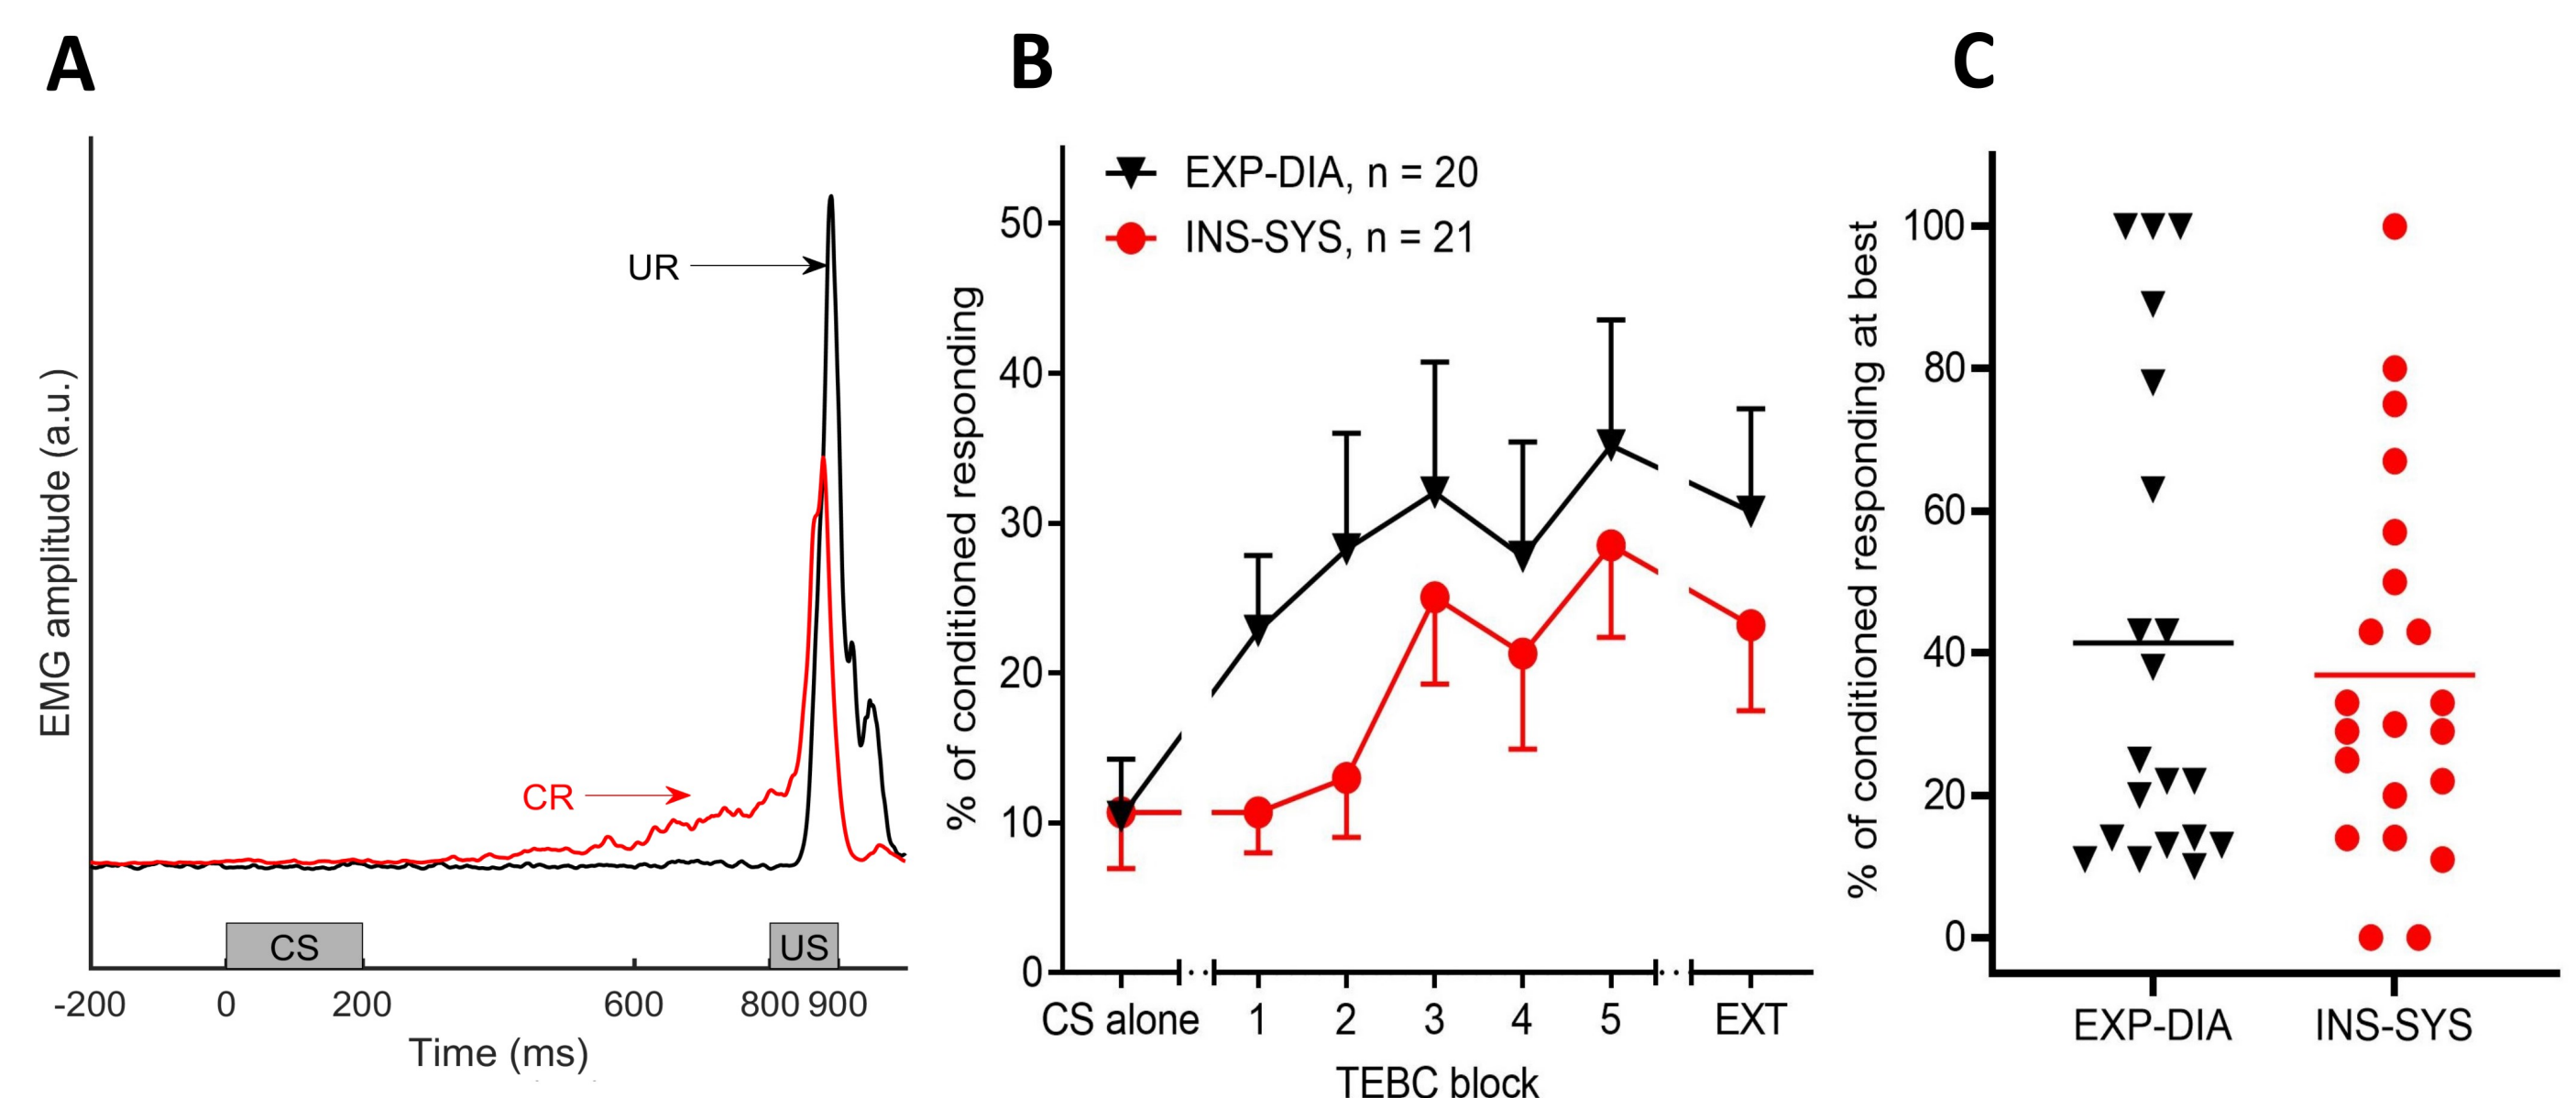 A
EMG amplitude (a.u.)
UR
CR
CS
US
-200 0 200 600 800 900
Time (ms)
B
% of conditioned responding
EXP-DIA, n = 20
INS-SYS, n = 21
50
40
30
20
10
0
CS alone 1 2 3 4 5 EXT
TEBC block
C
% of conditioned responding at best
100
80
60
40
20
0
EXP-DIA INS-SYS